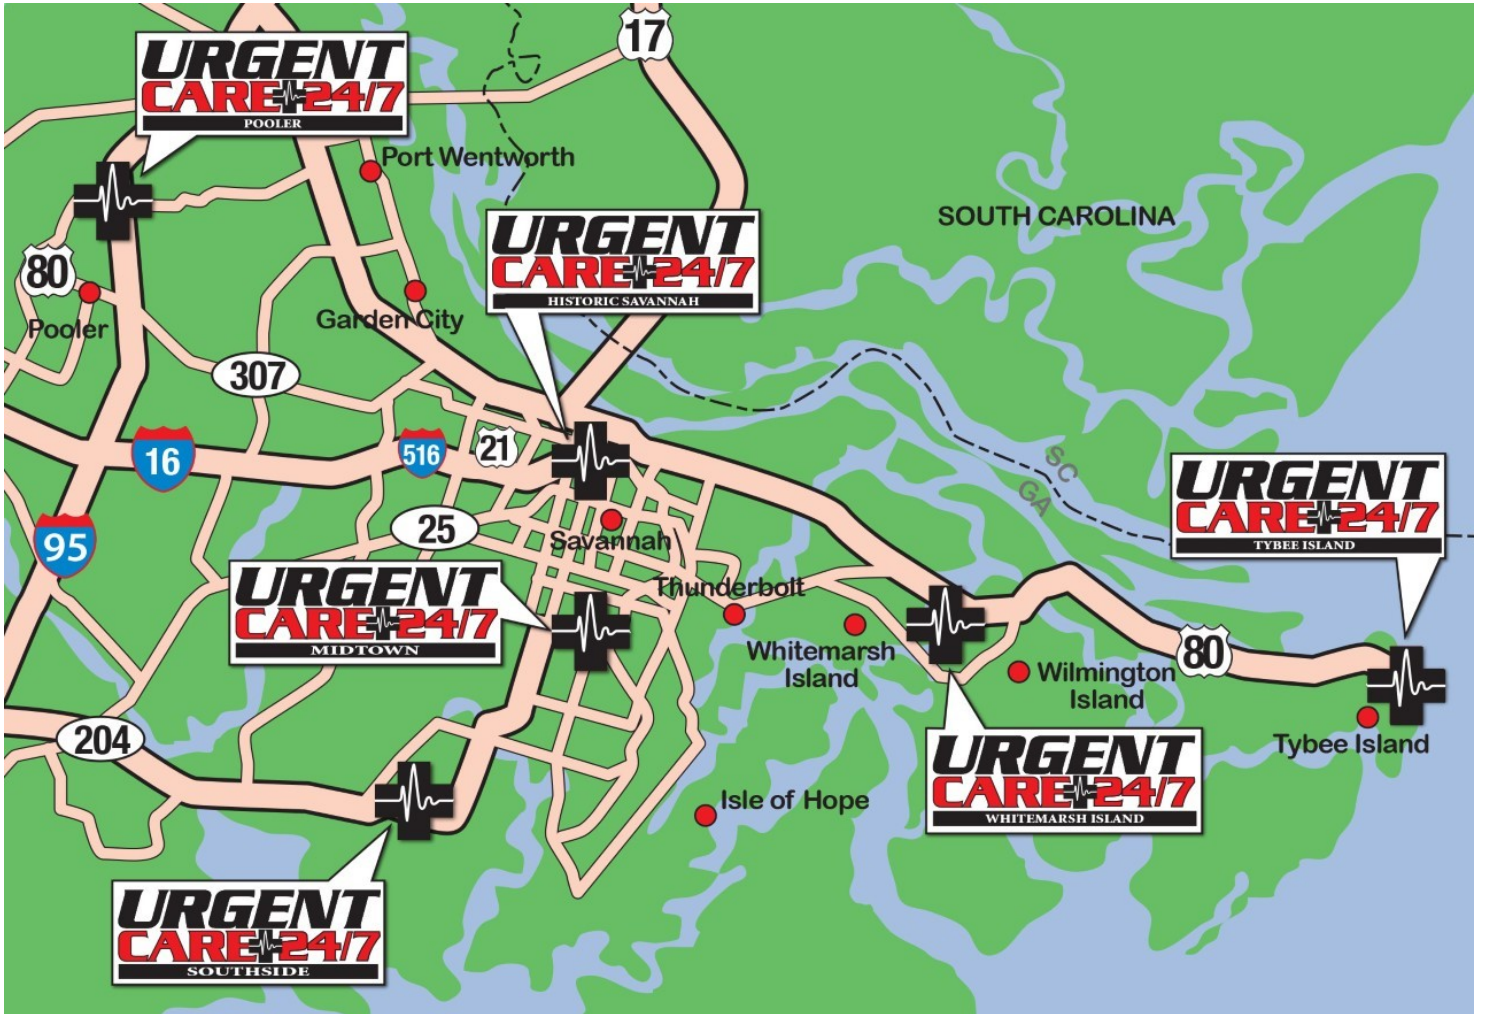 17
URGENT
CARE 24/7
POOLER
Port Wentworth
SOUTH CAROLINA
URGENT
CARE 24/7
HISTORIC SAVANNAH
80
Pooler
Garden City
307
16
516
21
SC
GA
URGENT
CARE 24/7
TYBEE ISLAND
95
25
Savannah
URGENT
CARE 24/7
MIDTOWN
Thunderbolt
Whitemarsh
Island
80
Wilmington
Island
204
Tybee Island
URGENT
CARE 24/7
WHITEMARSH ISLAND
Isle of Hope
URGENT
CARE 24/7
SOUTHSIDE